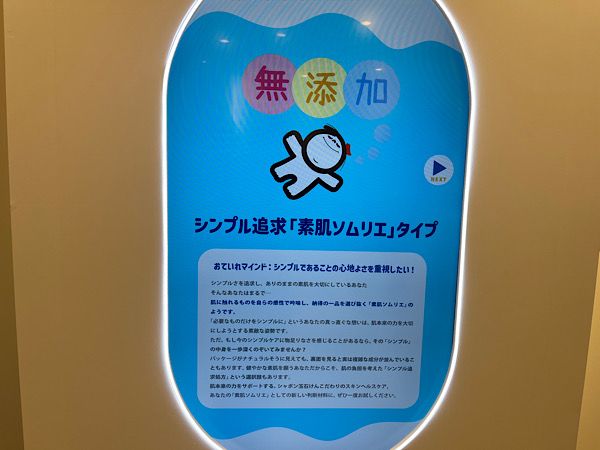 無添加
NEXT
シンプル追求「素肌ソムリエ」タイプ
おていれマインド：シンプルであることの心地よさを重視したい！
シンプルさを追求し、ありのままの素肌を大切にしているあなた
そんなあなたはまるで…
肌に触れるものを自らの感性で吟味し、納得の一品を選び抜く「素肌ソムリエ」の
ようです。
「必要なものだけをシンプルに」というあなたの真っ直ぐな想いは、肌本来の力を大切
にしようとする素敵な姿勢です。
ただ、もし今のシンプルケアに物足りなさを感じることがあるなら、その「シンプル」
の中身を一歩深くのぞいてみませんか？
パッケージがナチュラルそうに見えても、裏面を見ると実は複雑な成分が並んでいるこ
ともあります。健やかな素肌を願うあなただからこそ、肌の負担を考えた「シンプル追
求処方」という選択肢もあります。
肌本来の力をサポートする、シャボン玉石けんこだわりのスキンヘルスケア。
あなたの「素肌ソムリエ」としての新しい判断材料に、ぜひ一度お試しください。